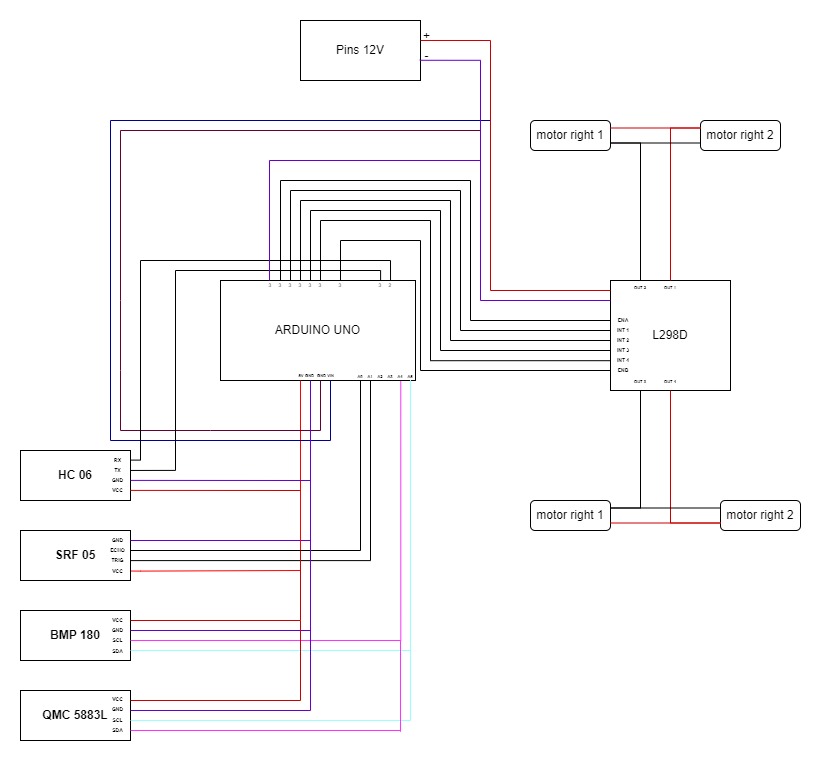 Pins 12V
+
-
motor right 1
motor right 2
3 3 3 3 3 3 3 3 2
ARDUINO UNO
5V GND GND VIN A0 A1 A2 A3 A4 A5
OUT 2 OUT 1
ENA
INT 1
INT 2
INT 3
INT 4
ENB
L298D
OUT 3 OUT 4
HC 06
RX
TX
GND
VCC
motor right 1
motor right 2
SRF 05
GND
ECHO
TRIG
VCC
BMP 180
VCC
GND
SCL
SDA
QMC 5883L
VCC
GND
SCL
SDA